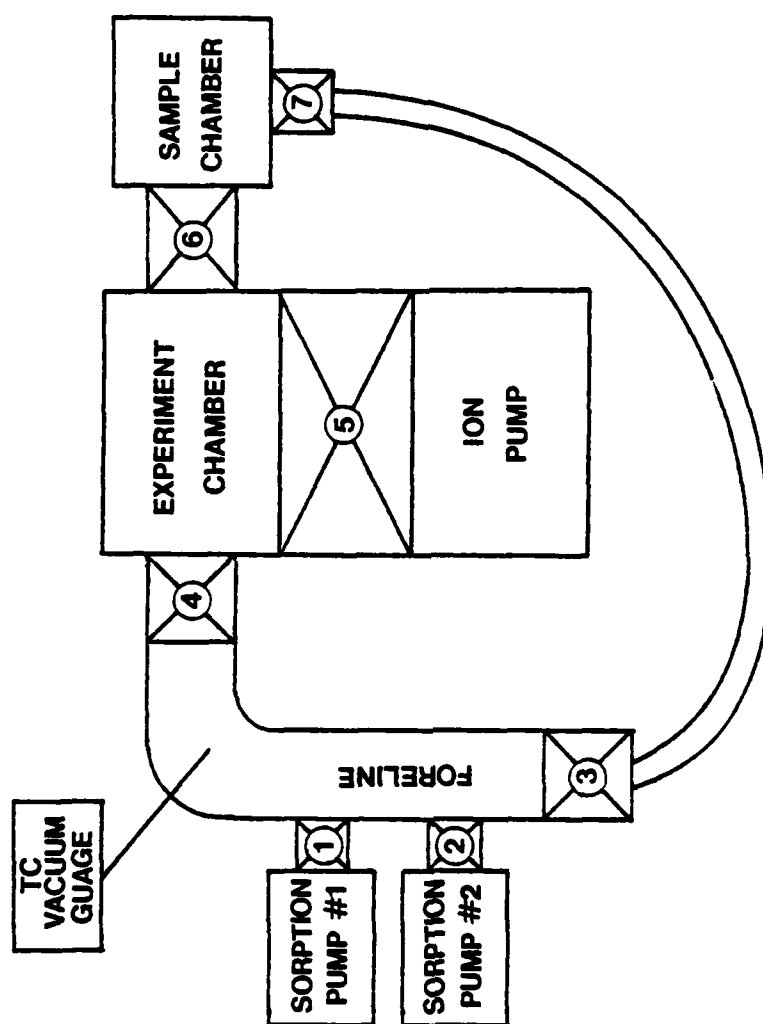 TC
VACUUM
GUAGE
SORPTION
PUMP #1
SORPTION
PUMP #2
1
2
3
FORELINE
4
EXPERIMENT
CHAMBER
5
ION
PUMP
6
SAMPLE
CHAMBER
7